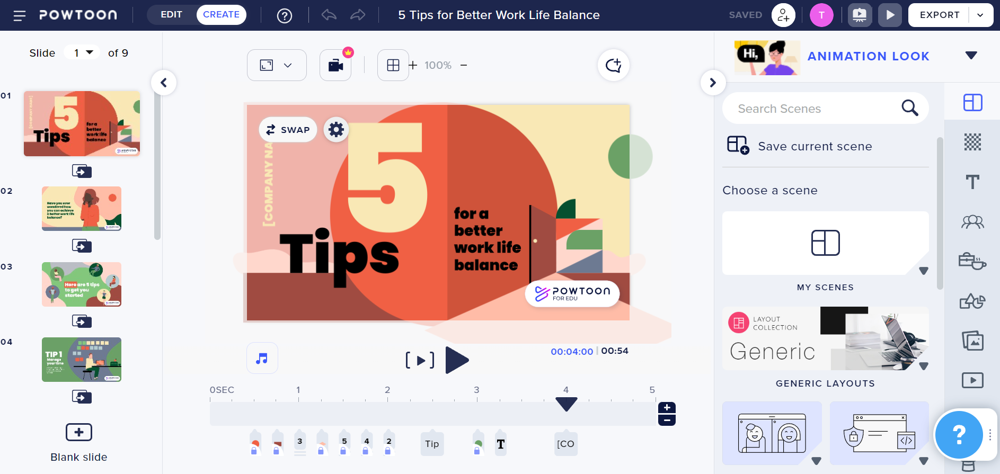 POWTOON
EDIT
CREATE
?
5 Tips for Better Work Life Balance
SAVED
T
EXPORT
Slide 1 of 9
100%
Hi,
ANIMATION LOOK
01
[COMPANY NAME]
5
Tips
for a
better
work life
balance
POWTOON
02
Have you ever
wondered how
you can achieve
a better work life
balance?
03
Here are 5 tips
to get you
started
04
TIP 1
Manage
your time
Blank slide
SWAP
[COMPANY NA
5
Tips
for a
better
work life
balance
POWTOON
FOR EDU
00:04:00
00:54
0SEC 1 2 3 4 5
3
5
4
2
Tip
T
[CO
Search Scenes
Save current scene
Choose a scene
MY SCENES
LAYOUT
COLLECTION
Generic
GENERIC LAYOUTS
</>
T
?